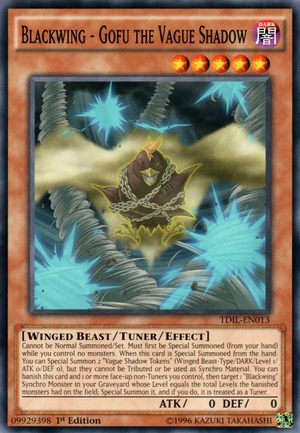 BLACKWING - GOFU THE VAGUE SHADOW
DARK
闇
TDIL-EN013
[WINGED BEAST/TUNER/EFFECT]
Cannot be Normal Summoned/Set. Must first be Special Summoned (from your hand)
while you control no monsters. When this card is Special Summoned from the hand:
You can Special Summon 2 "Vague Shadow Tokens" (Winged Beast-Type/DARK/Level 1/
ATK 0/DEF 0), but they cannot be Tributed or be used as Synchro Material. You can
banish this card and 1 or more face-up non-Tuners you control, then target 1 "Blackwing"
Synchro Monster in your Graveyard whose Level equals the total Levels the banished
monsters had on the field; Special Summon it, and if you do, it is treated as a Tuner.
ATK/ 0 DEF/ 0
09929398 1st Edition ©1996 KAZUKI TAKAHASHI